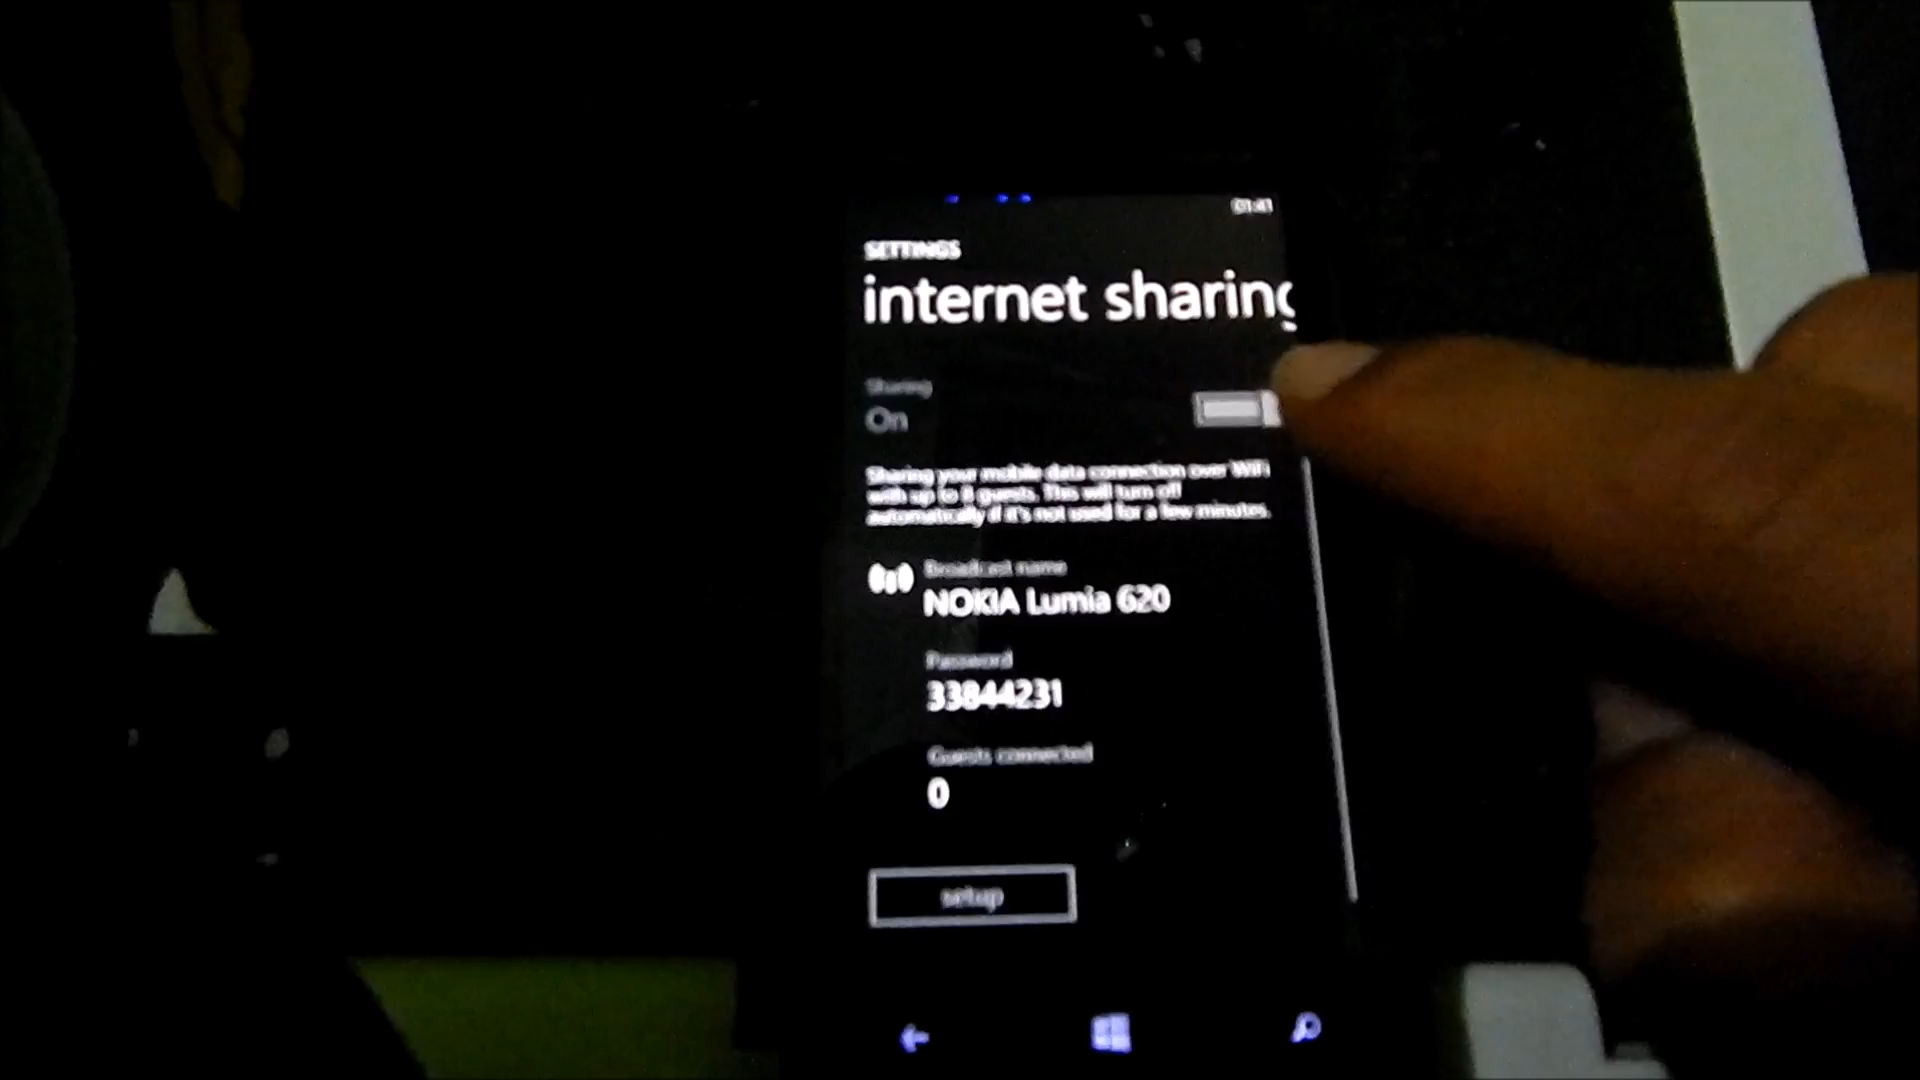 01:41
SETTINGS
internet sharing
Sharing
On
Sharing your mobile data connection over WiFi
with up to 8 guests. This will turn off
automatically if it's not used for a few minutes.
Broadcast name
NOKIA Lumia 620
Password
33844231
Guests connected
0
setup